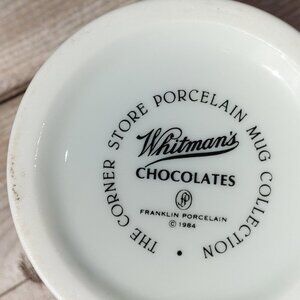 THE CORNER STORE PORCELAIN MUG COLLECTION •
Whitman's
CHOCOLATES
FRANKLIN PORCELAIN
© 1984